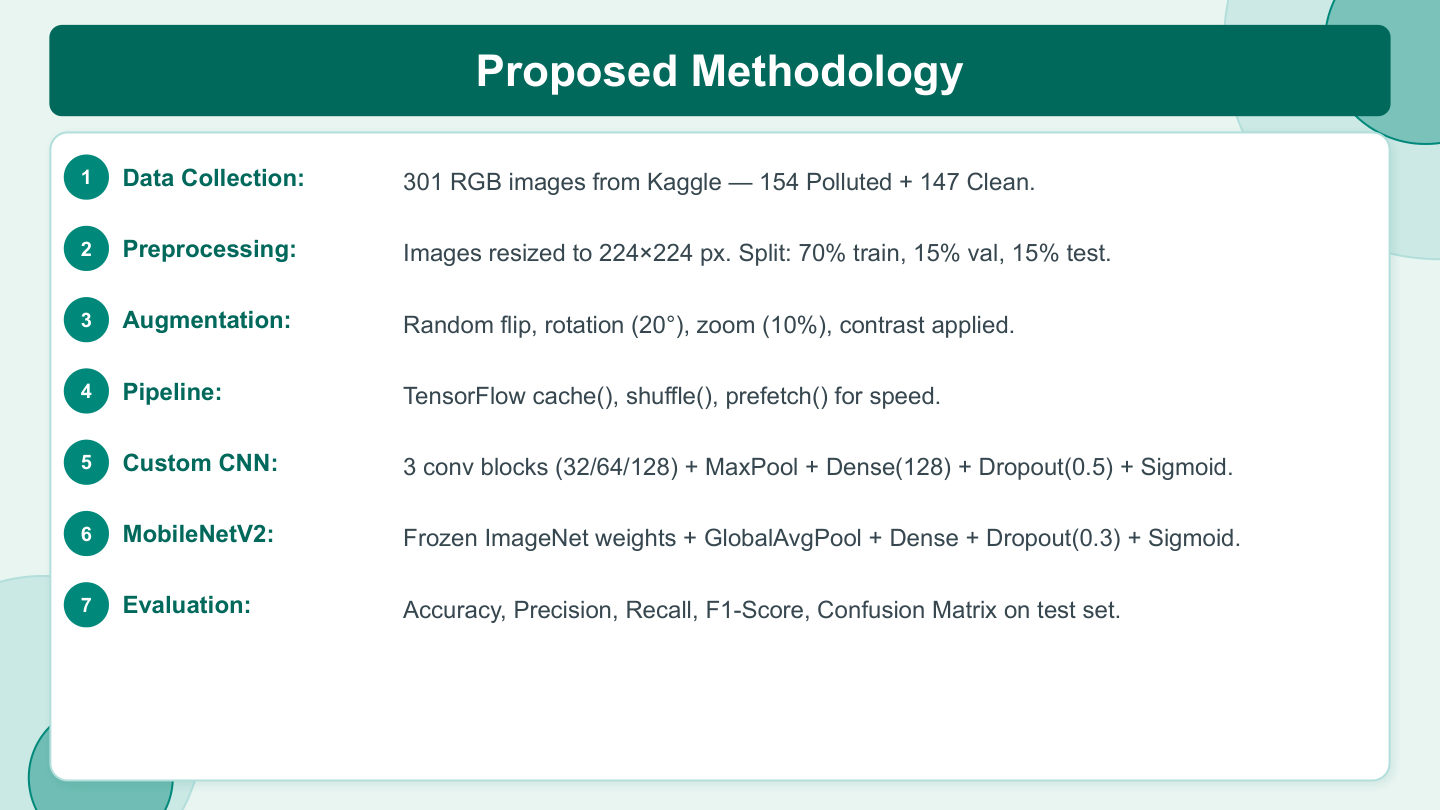 Proposed Methodology
1 Data Collection: 301 RGB images from Kaggle — 154 Polluted + 147 Clean.
2 Preprocessing: Images resized to 224×224 px. Split: 70% train, 15% val, 15% test.
3 Augmentation: Random flip, rotation (20°), zoom (10%), contrast applied.
4 Pipeline: TensorFlow cache(), shuffle(), prefetch() for speed.
5 Custom CNN: 3 conv blocks (32/64/128) + MaxPool + Dense(128) + Dropout(0.5) + Sigmoid.
6 MobileNetV2: Frozen ImageNet weights + GlobalAvgPool + Dense + Dropout(0.3) + Sigmoid.
7 Evaluation: Accuracy, Precision, Recall, F1-Score, Confusion Matrix on test set.